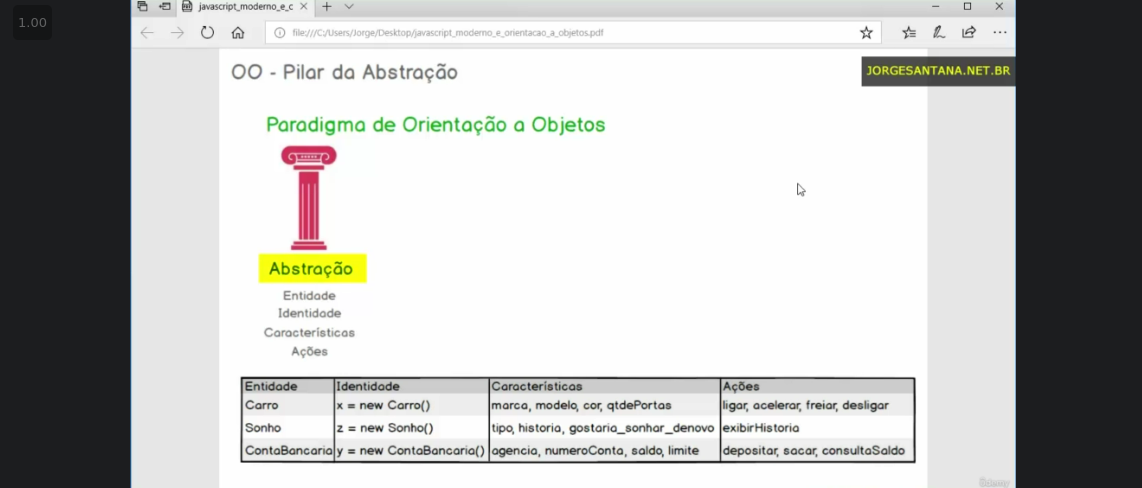 1.00
javascript_moderno_e_c
file:///C:/Users/Jorge/Desktop/javascript_moderno_e_orientacao_a_objetos.pdf
OO - Pilar da Abstração
JORGESANTANA.NET.BR
Paradigma de Orientação a Objetos
Abstração
Entidade
Identidade
Características
Ações
Entidade Identidade Características Ações
Carro x = new Carro() marca, modelo, cor, qtdePortas ligar, acelerar, freiar, desligar
Sonho z = new Sonho() tipo, historia, gostaria_sonhar_denovo exibirHistoria
ContaBancaria y = new ContaBancaria() agencia, numeroConta, saldo, limite depositar, sacar, consultaSaldo
Udemy